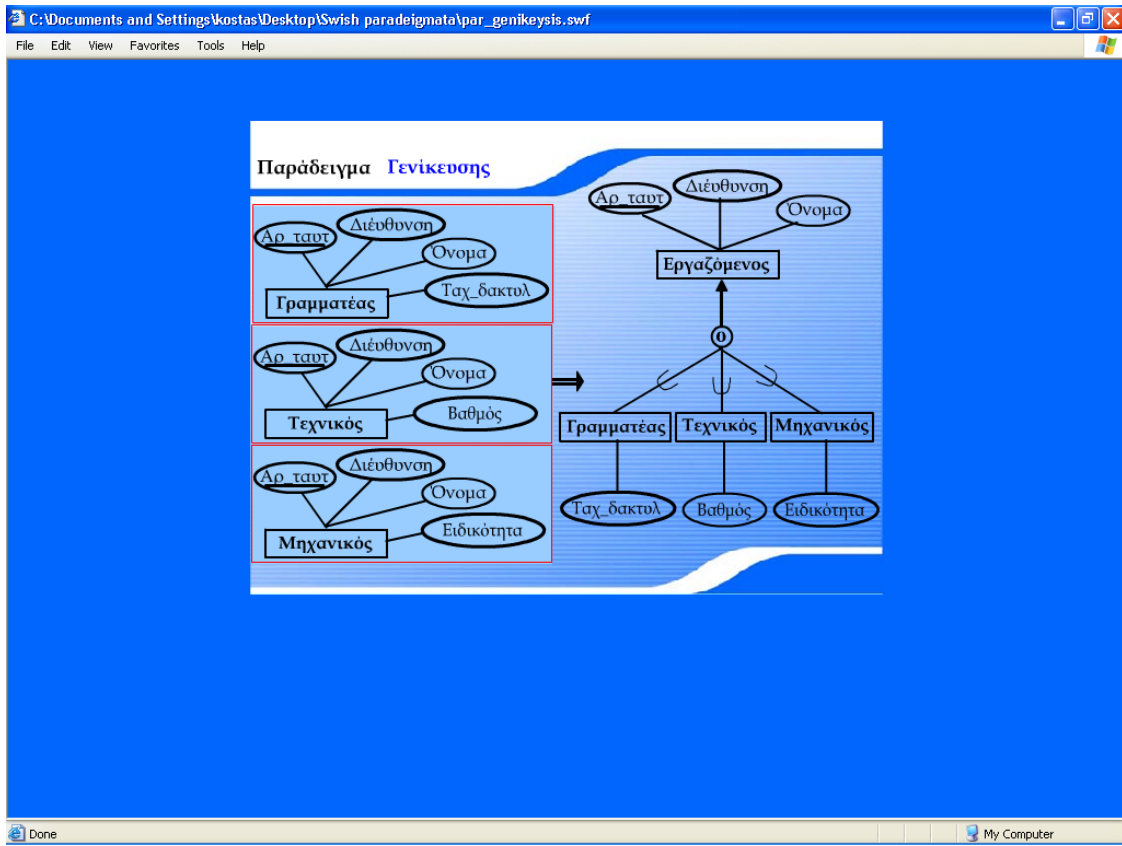 C:\Documents and Settings\kostas\Desktop\Swish paradeigmata\par_genikeysis.swf
File Edit View Favorites Tools Help
Παράδειγμα Γενίκευσης
Αρ_ταυτ
Διέυθυνση
Όνομα
Ταχ_δακτυλ
Γραμματέας
Αρ_ταυτ
Διέυθυνση
Όνομα
Βαθμός
Τεχνικός
Αρ_ταυτ
Διέυθυνση
Όνομα
Ειδικότητα
Μηχανικός
Αρ_ταυτ
Διέυθυνση
Όνομα
Εργαζόμενος
o
Γραμματέας Τεχνικός Μηχανικός
Ταχ_δακτυλ Βαθμός Ειδικότητα
Done My Computer